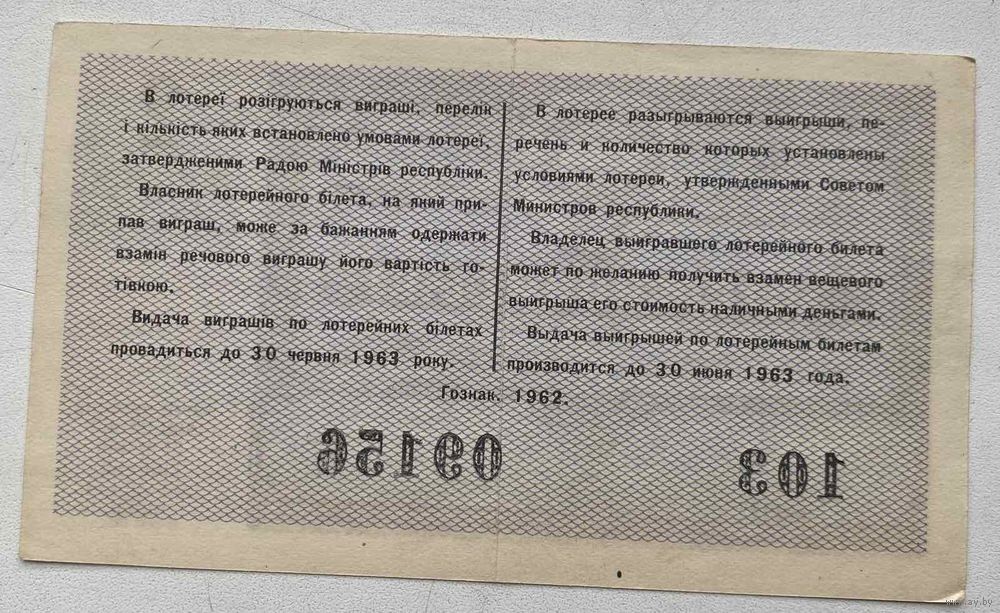 В лотереї розігруються виграші, перелік
і кількість яких встановлено умовами лотереї,
затвердженими Радою Міністрів республіки.
Власник лотерейного білета, на який при-
пав виграш, може за бажанням одержати
взамін речового виграшу його вартість го-
тівкою.
Видача виграшів по лотерейних білетах
провадиться до 30 червня 1963 року.
В лотерее разыгрываются выигрыши, пе-
речень и количество которых установлены
условиями лотереи, утвержденными Советом
Министров республики.
Владелец выигравшего лотерейного билета
может по желанию получить взамен вещевого
выигрыша его стоимость наличными деньгами.
Выдача выигрышей по лотерейным билетам
производится до 30 июня 1963 года.
Гознак. 1962.
09156
103